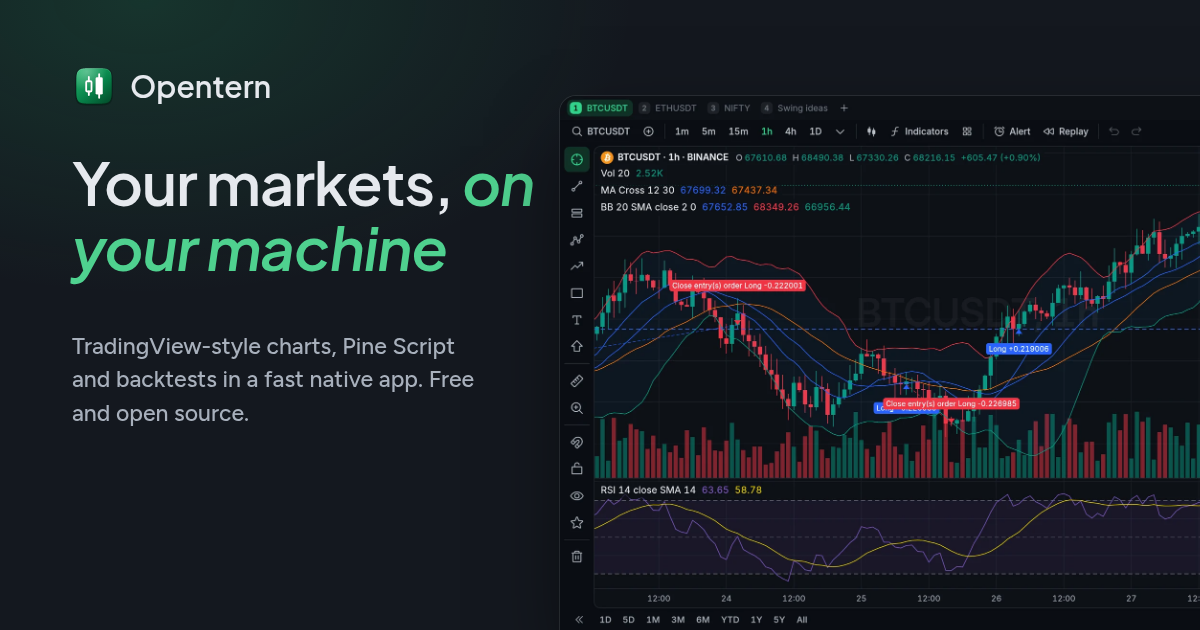 Opentern
Your markets, on
your machine
TradingView-style charts, Pine Script
and backtests in a fast native app. Free
and open source.
1 BTCUSDT 2 ETHUSDT 3 NIFTY 4 Swing ideas +
BTCUSDT 1m 5m 15m 1h 4h 1D Indicators Alert Replay
BTCUSDT · 1h · BINANCE O 67610.68 H 68490.38 L 67330.26 C 68216.15 +605.47 (+0.90%)
Vol 20 2.52K
MA Cross 12 30 67699.32 67437.34
BB 20 SMA close 2 0 67652.85 68349.26 66956.44
Close entry(s) order Long -0.222001
BTCUSDT
Long +0.219006
Close entry(s) order Long -0.226985
RSI 14 close SMA 14 63.65 58.78
12:00 24 12:00 25 12:00 26 12:00 27
1D 5D 1M 3M 6M YTD 1Y 5Y All